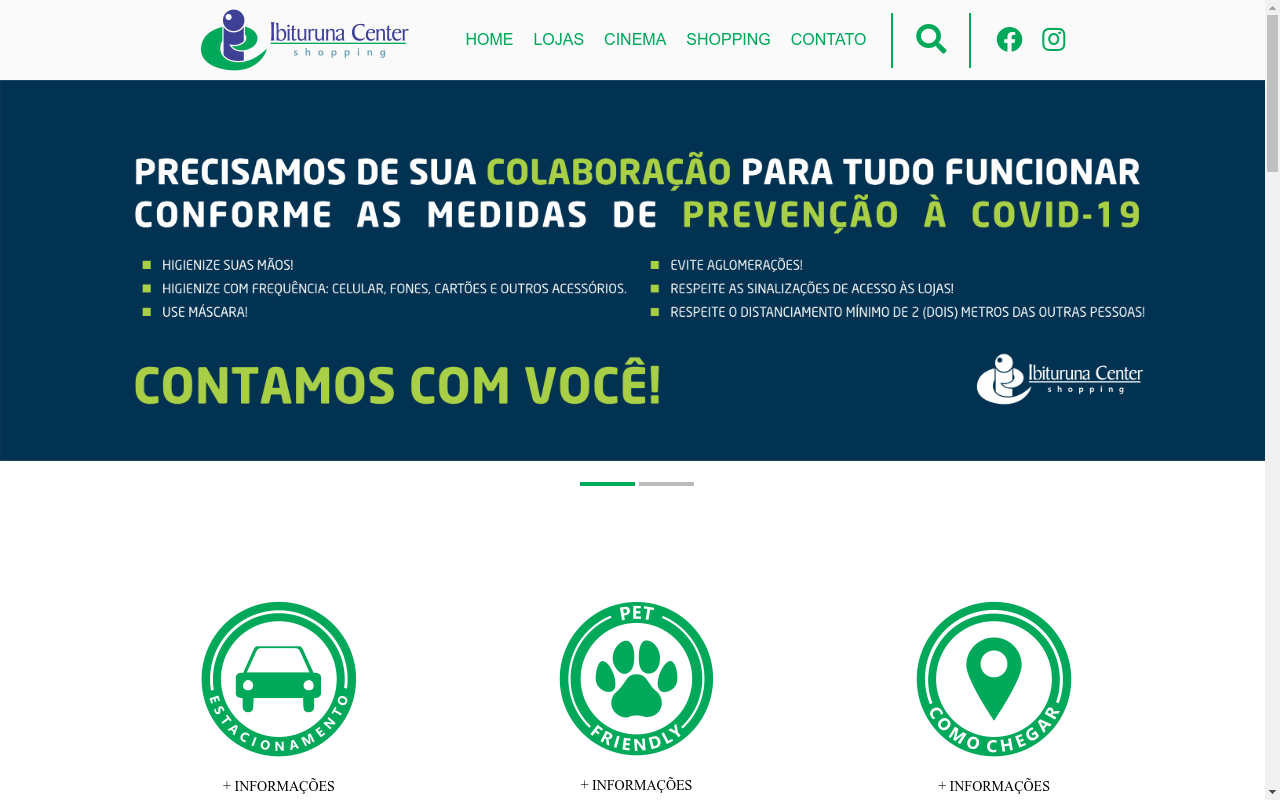 Ibituruna Center
shopping
HOME LOJAS CINEMA SHOPPING CONTATO
PRECISAMOS DE SUA COLABORAÇÃO PARA TUDO FUNCIONAR
CONFORME AS MEDIDAS DE PREVENÇÃO À COVID-19
HIGIENIZE SUAS MÃOS!
HIGIENIZE COM FREQUÊNCIA: CELULAR, FONES, CARTÕES E OUTROS ACESSÓRIOS.
USE MÁSCARA!
EVITE AGLOMERAÇÕES!
RESPEITE AS SINALIZAÇÕES DE ACESSO ÀS LOJAS!
RESPEITE O DISTANCIAMENTO MÍNIMO DE 2 (DOIS) METROS DAS OUTRAS PESSOAS!
CONTAMOS COM VOCÊ!
Ibituruna Center
shopping
ESTACIONAMENTO
+ INFORMAÇÕES
PET
FRIENDLY
+ INFORMAÇÕES
COMO CHEGAR
+ INFORMAÇÕES